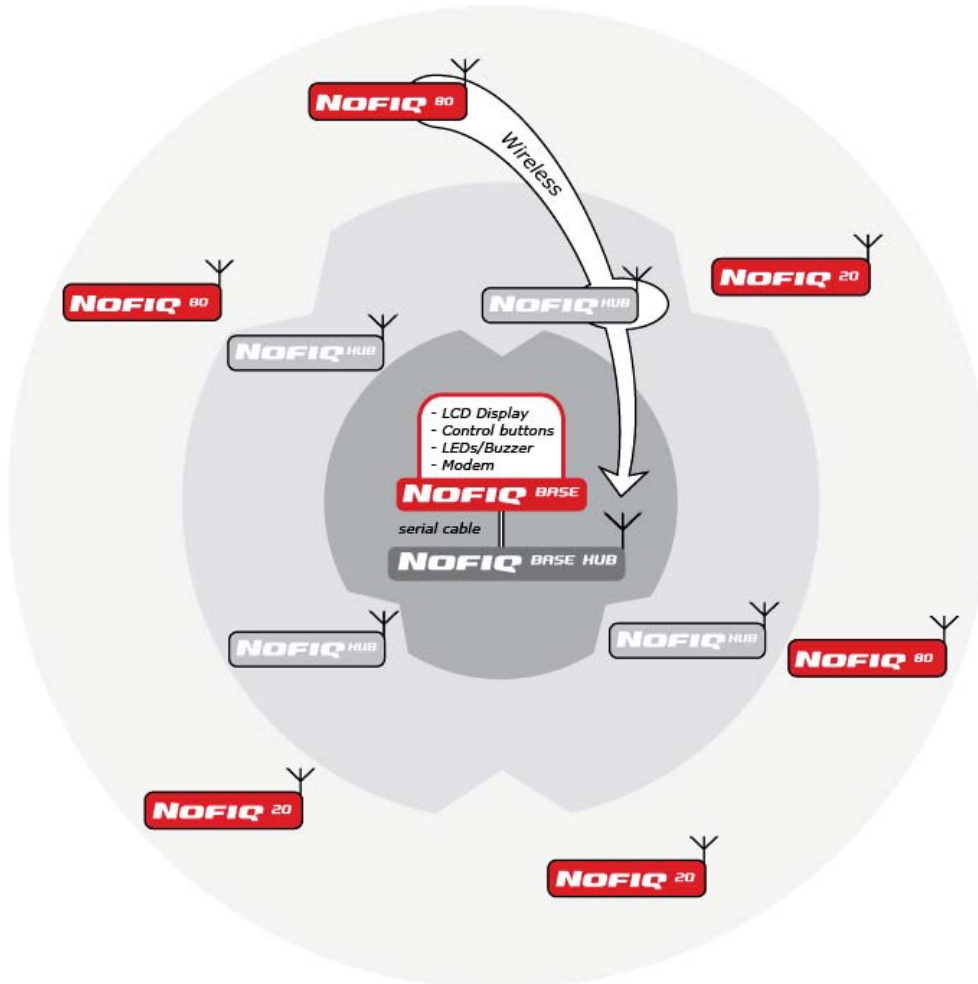 NOFIQ 80
Wireless
NOFIQ 20
NOFIQ 80
NOFIQ HUB
NOFIQ HUB
- LCD Display
- Control buttons
- LEDs/Buzzer
- Modem
NOFIQ BASE
serial cable
NOFIQ BASE HUB
NOFIQ HUB
NOFIQ HUB
NOFIQ 80
NOFIQ 20
NOFIQ 20